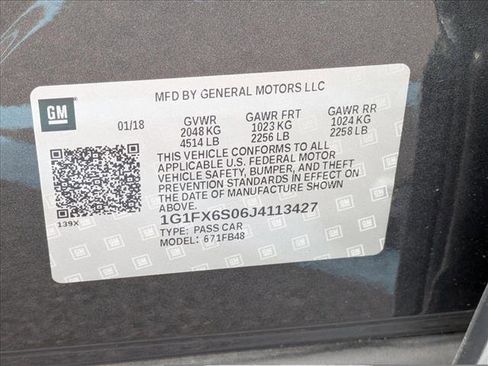 GM
MFD BY GENERAL MOTORS LLC
01/18 GVWR GAWR FRT GAWR RR
2048 KG 1023 KG 1024 KG
4514 LB 2256 LB 2258 LB
THIS VEHICLE CONFORMS TO ALL
APPLICABLE U.S. FEDERAL MOTOR
VEHICLE SAFETY, BUMPER, AND THEFT
PREVENTION STANDARDS IN EFFECT ON
THE DATE OF MANUFACTURE SHOWN
ABOVE.
139X
1G1FX6S06J4113427
TYPE: PASS CAR
MODEL: 671FB48